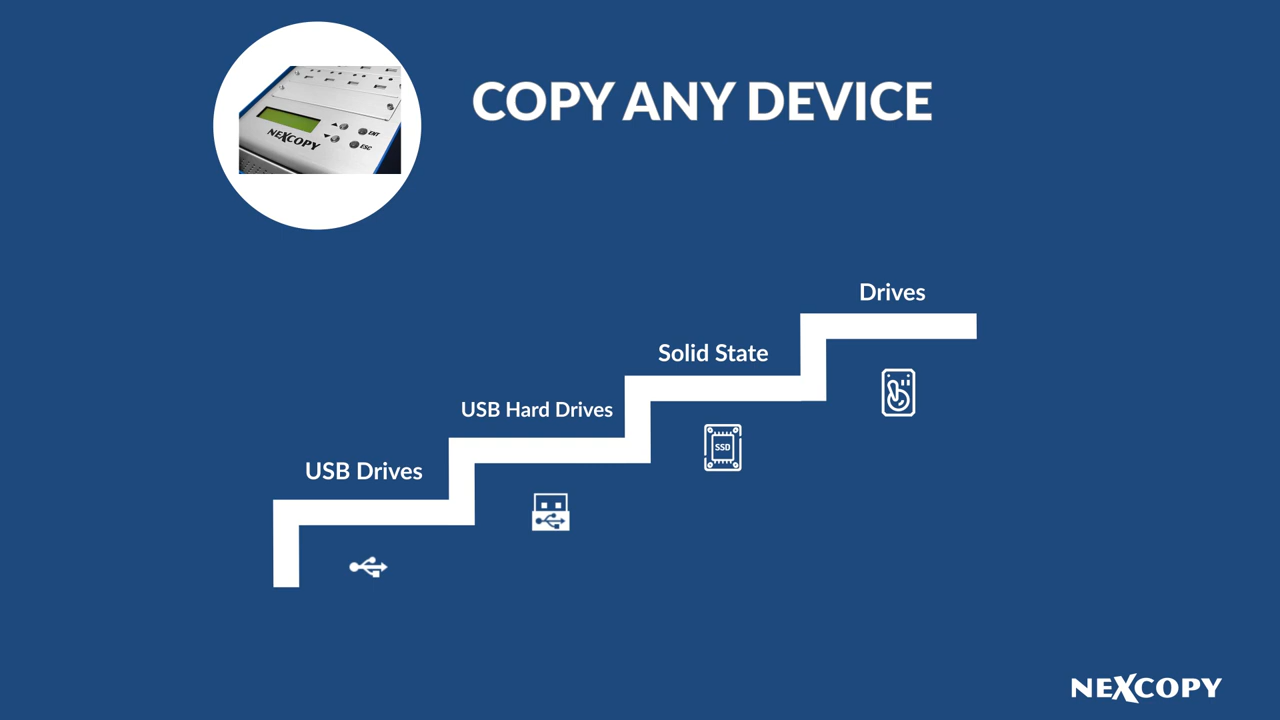 COPY ANY DEVICE
NEXCOPY
ENT
ESC
Drives
Solid State
USB Hard Drives
USB Drives
SSD
NEXCOPY